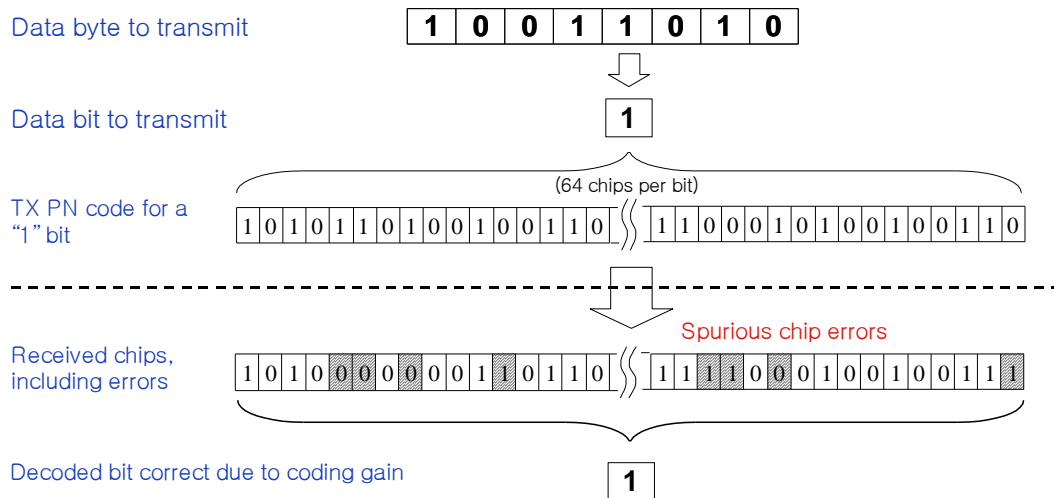 Data byte to transmit
1 0 0 1 1 0 1 0
Data bit to transmit
1
(64 chips per bit)
TX PN code for a
“1” bit
1 0 1 0 1 1 0 1 0 0 1 0 0 1 1 0 1 1 0 0 0 1 0 1 0 0 1 0 0 1 1 0
Spurious chip errors
Received chips,
including errors
1 0 1 0 0 0 0 0 0 0 1 1 0 1 1 0 1 1 1 1 0 0 0 1 0 0 1 0 0 1 1 1
Decoded bit correct due to coding gain
1